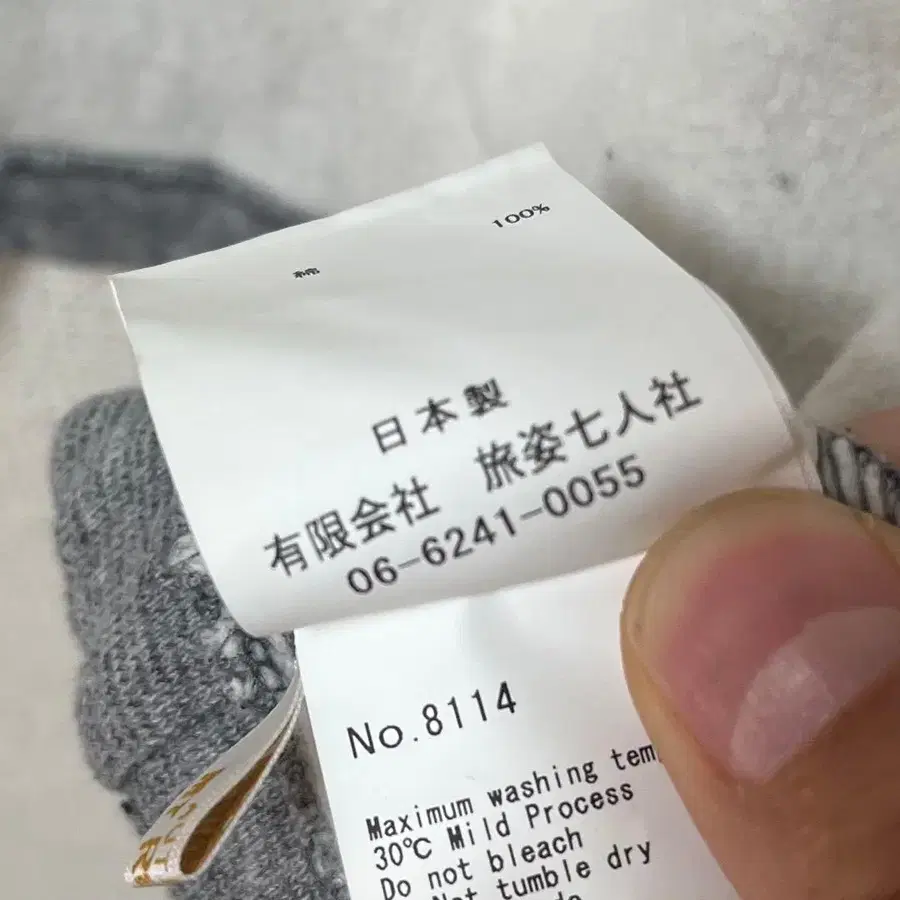 綿 100%
日本製
有限会社 旅姿七人社
06-6241-0055
No.8114
Maximum washing tem
30℃ Mild Process
Do not bleach
Not tumble dry